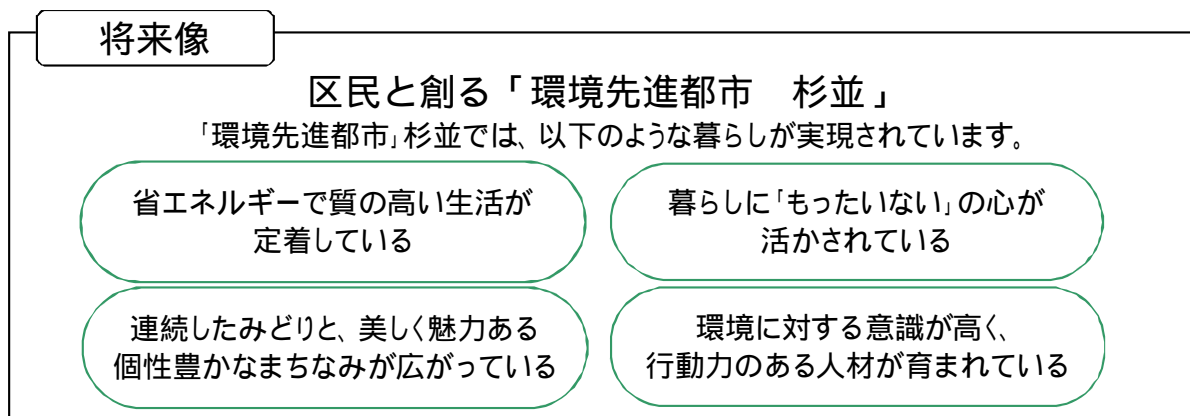 将来像
区民と創る「環境先進都市　杉並」
「環境先進都市」杉並では、以下のような暮らしが実現されています。
省エネルギーで質の高い生活が
定着している
暮らしに「もったいない」の心が
活かされている
連続したみどりと、美しく魅力ある
個性豊かなまちなみが広がっている
環境に対する意識が高く、
行動力のある人材が育まれている